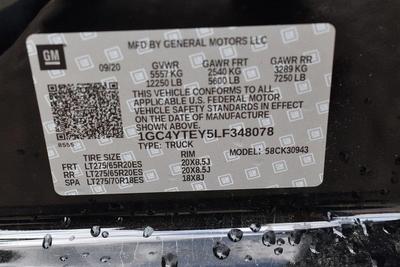 GM
MFD BY GENERAL MOTORS LLC
09/20 GVWR GAWR FRT GAWR RR
5557 KG 2540 KG 3289 KG
12250 LB 5600 LB 7250 LB
THIS VEHICLE CONFORMS TO ALL
APPLICABLE U.S. FEDERAL MOTOR
VEHICLE SAFETY STANDARDS IN
EFFECT ON THE DATE OF
MANUFACTURE SHOWN ABOVE.
1GC4YTEY5LF348078
TYPE: TRUCK MODEL: 58CK30943
TIRE SIZE RIM
FRT LT275/65R20ES 20X8.5J
RR LT275/65R20ES 20X8.5J
SPA LT275/70R18ES 18X8J